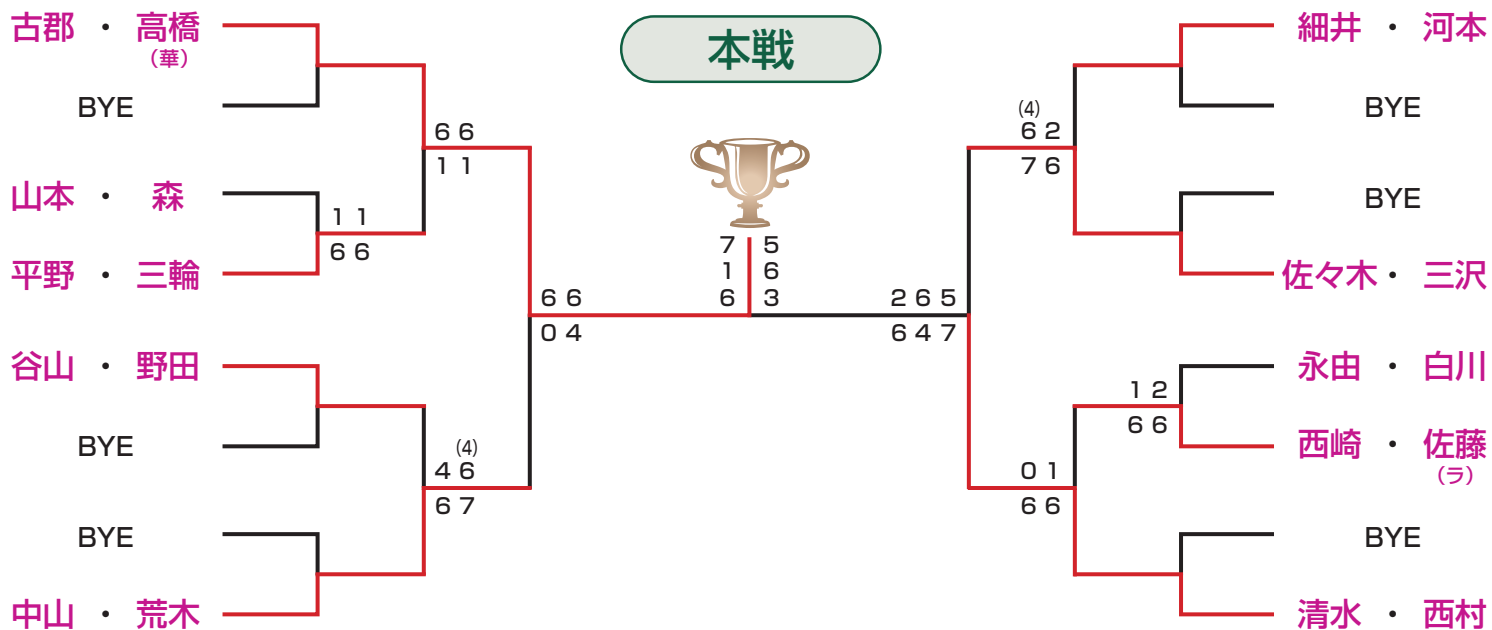 本戦
古郡 ・ 高橋
（華）
BYE
山本 ・ 森
平野 ・ 三輪
谷山 ・ 野田
BYE
BYE
中山 ・ 荒木
1 1
6 6
6 6
1 1
(4)
4 6
6 7
6 6
0 4
7 5
1 6
6 3
2 6 5
6 4 7
(4)
6 2
7 6
0 1
6 6
1 2
6 6
細井 ・ 河本
BYE
BYE
佐々木 ・ 三沢
永由 ・ 白川
西崎 ・ 佐藤
（ラ）
BYE
清水 ・ 西村